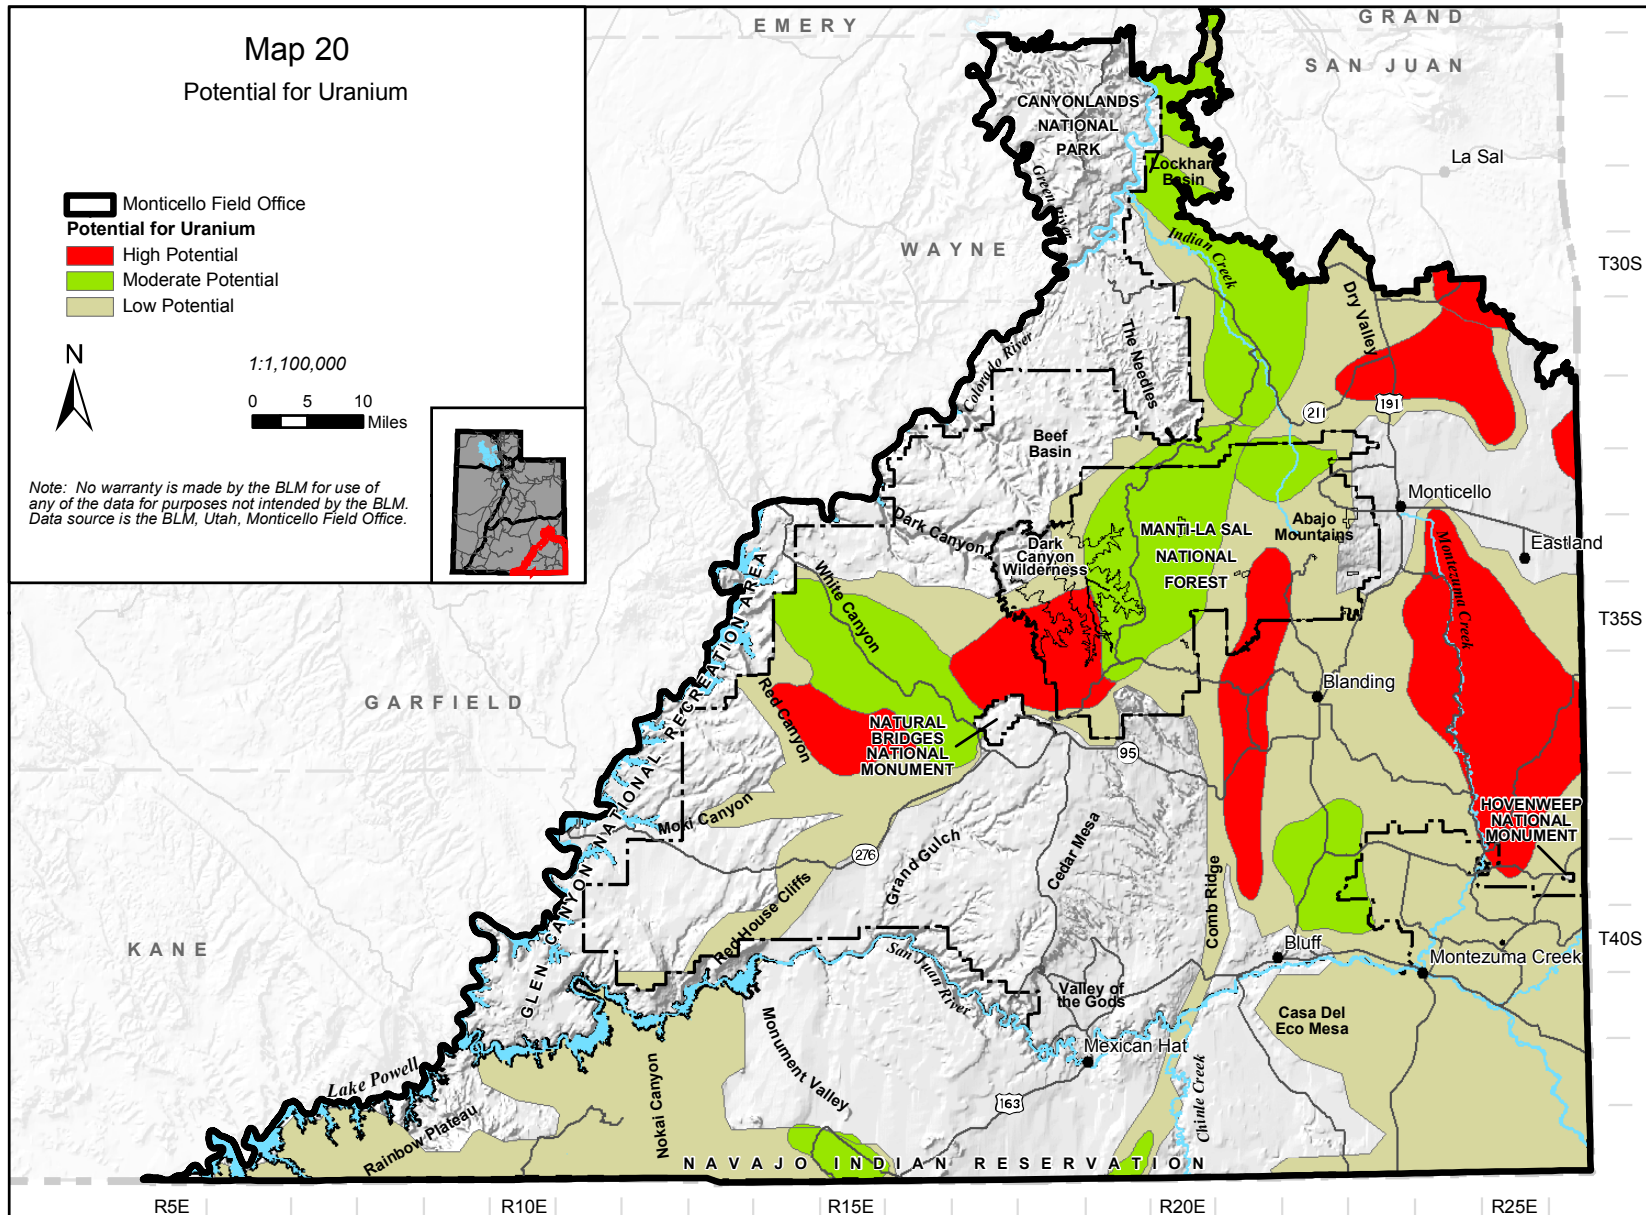 Map 20
Potential for Uranium
Monticello Field Office
Potential for Uranium
High Potential
Moderate Potential
Low Potential
N
1:1,100,000
0 5 10
Miles
Note: No warranty is made by the BLM for use of
any of the data for purposes not intended by the BLM.
Data source is the BLM, Utah, Monticello Field Office.
EMERY
GRAND
SAN JUAN
WAYNE
GARFIELD
KANE
CANYONLANDS
NATIONAL
PARK
Green River
Lockhart
Basin
La Sal
Indian Creek
Dry Valley
The Needles
Colorado River
Beef
Basin
211
191
Monticello
Eastland
Abajo
Mountains
MANTI-LA SAL
NATIONAL
FOREST
Dark Canyon
Dark
Canyon
Wilderness
White Canyon
Red Canyon
Montezuma Creek
Blanding
NATURAL
BRIDGES
NATIONAL
MONUMENT
95
GLEN CANYON NATIONAL RECREATION AREA
Moki Canyon
276
Grand Gulch
Cedar Mesa
Comb Ridge
HOVENWEEP
NATIONAL
MONUMENT
Red House Cliffs
San Juan River
Bluff
Montezuma Creek
Valley of
the Gods
Casa Del
Eco Mesa
Mexican Hat
Monument Valley
163
Chinle Creek
Lake Powell
Rainbow Plateau
Nokai Canyon
NAVAJO INDIAN RESERVATION
T30S
T35S
T40S
R5E
R10E
R15E
R20E
R25E